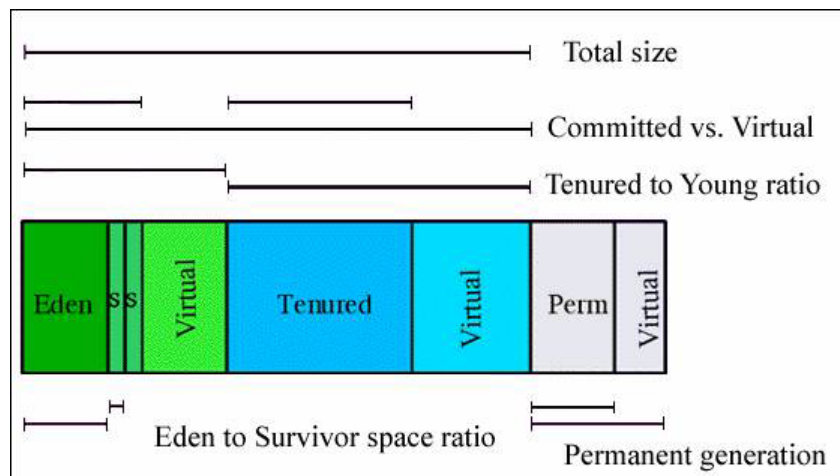 Total size
Committed vs. Virtual
Tenured to Young ratio
Eden
S
S
Virtual
Tenured
Virtual
Perm
Virtual
Eden to Survivor space ratio
Permanent generation